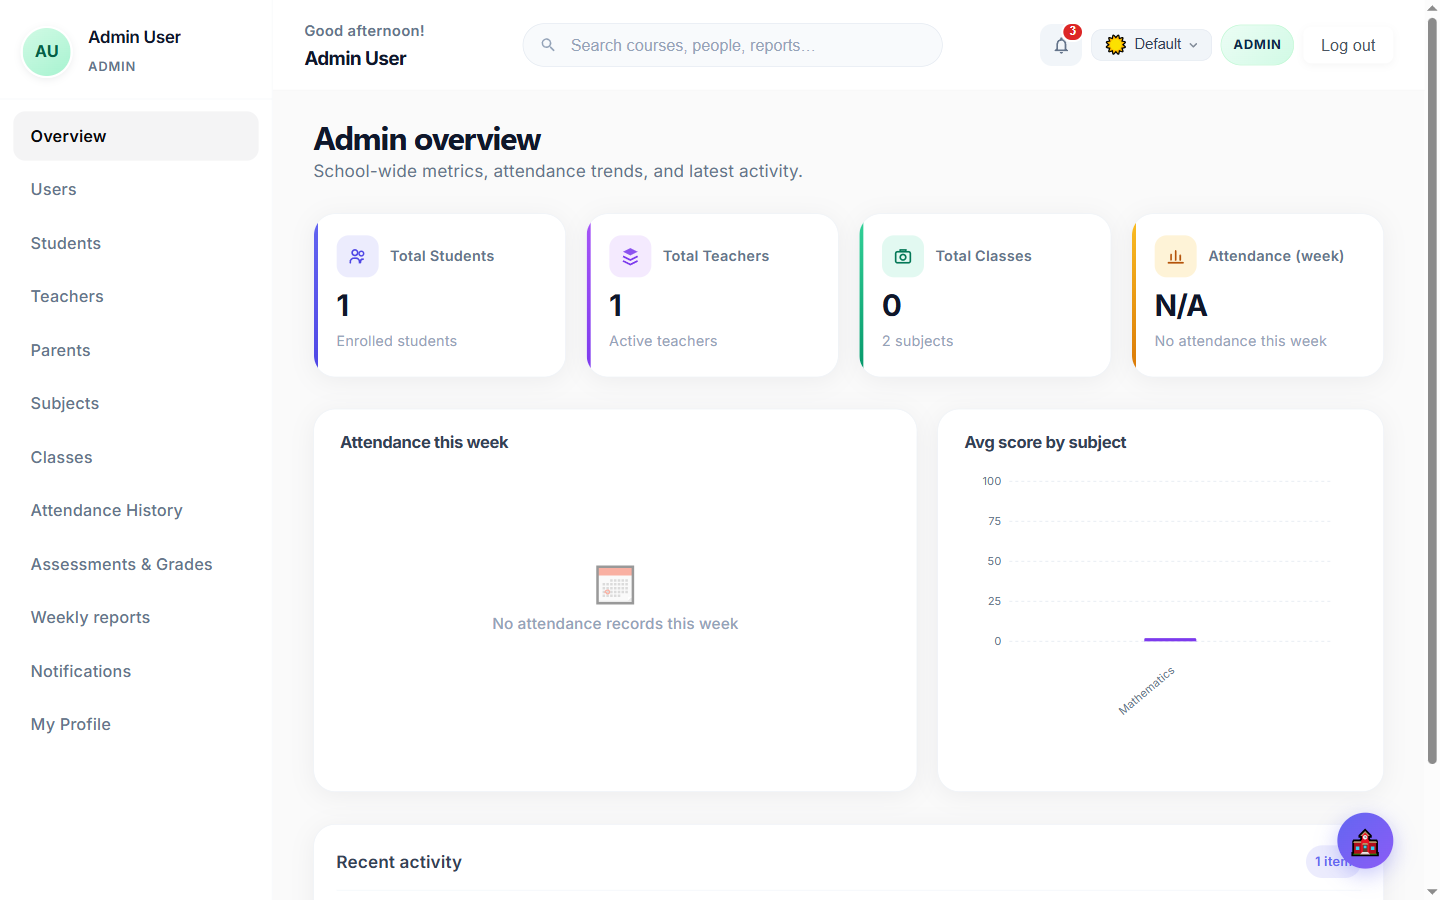 AU
Admin User
ADMIN
Overview
Users
Students
Teachers
Parents
Subjects
Classes
Attendance History
Assessments & Grades
Weekly reports
Notifications
My Profile
Good afternoon!
Admin User
Search courses, people, reports...
3
Default
ADMIN
Log out
Admin overview
School-wide metrics, attendance trends, and latest activity.
Total Students
1
Enrolled students
Total Teachers
1
Active teachers
Total Classes
0
2 subjects
Attendance (week)
N/A
No attendance this week
Attendance this week
No attendance records this week
Avg score by subject
100
75
50
25
0
Mathematics
Recent activity
1 item